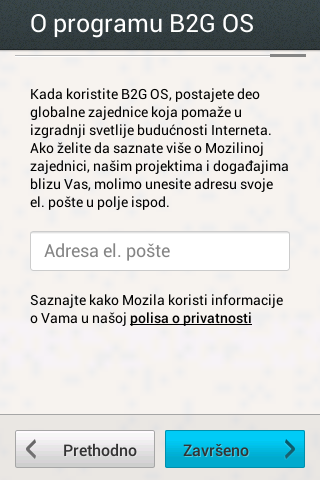 O programu B2G OS
Kada koristite B2G OS, postajete deo
globalne zajednice koja pomaže u
izgradnji svetlije budućnosti Interneta.
Ako želite da saznate više o Mozilinoj
zajednici, našim projektima i događajima
blizu Vas, molimo unesite adresu svoje
el. pošte u polje ispod.
Adresa el. pošte
Saznajte kako Mozila koristi informacije
o Vama u našoj polisa o privatnosti
Prethodno
Završeno